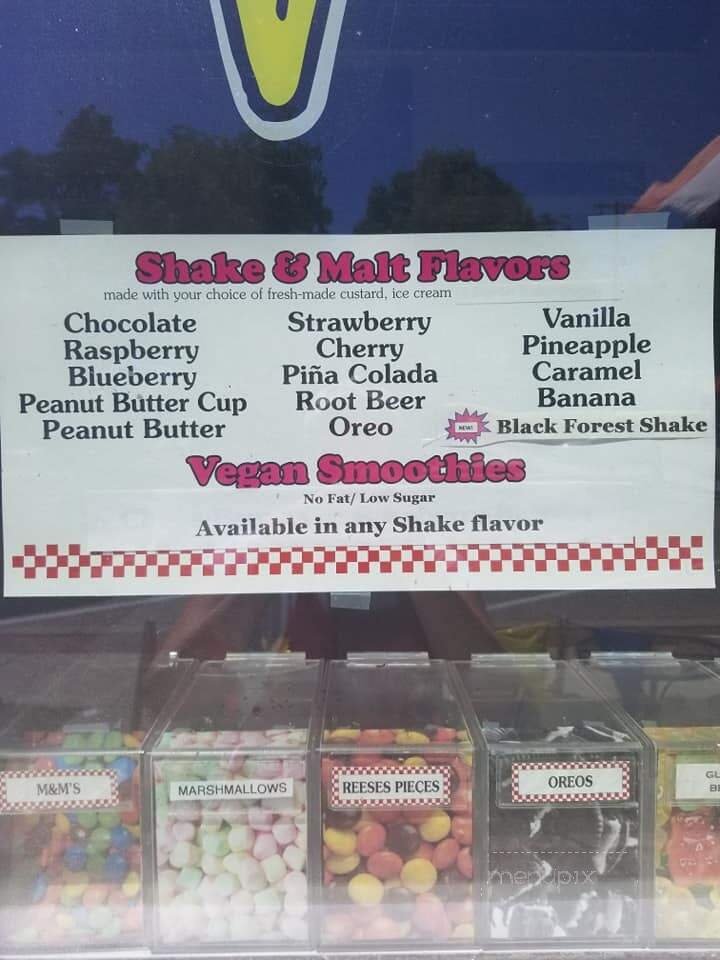 Shake & Malt Flavors
made with your choice of fresh-made custard, ice cream
Chocolate Strawberry Vanilla
Raspberry Cherry Pineapple
Blueberry Piña Colada Caramel
Peanut Butter Cup Root Beer Banana
Peanut Butter Oreo NEW! Black Forest Shake
Vegan Smoothies
No Fat/ Low Sugar
Available in any Shake flavor
M&M'S MARSHMALLOWS REESES PIECES OREOS
menupix